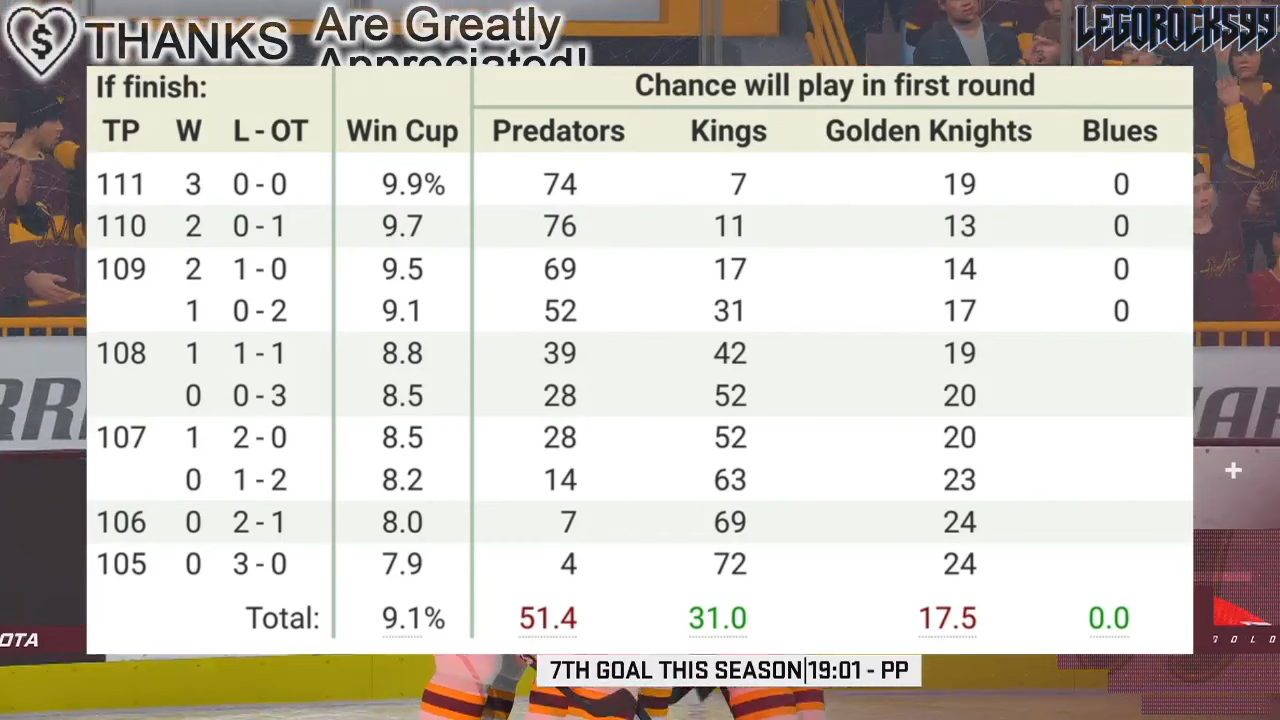 THANKS
Are Greatly
Appreciated!
LEGOROCKS99
If finish: Chance will play in first round
TP W L - OT Win Cup Predators Kings Golden Knights Blues
111 3 0 - 0 9.9% 74 7 19 0
110 2 0 - 1 9.7 76 11 13 0
109 2 1 - 0 9.5 69 17 14 0
1 0 - 2 9.1 52 31 17 0
108 1 1 - 1 8.8 39 42 19
0 0 - 3 8.5 28 52 20
107 1 2 - 0 8.5 28 52 20
0 1 - 2 8.2 14 63 23
106 0 2 - 1 8.0 7 69 24
105 0 3 - 0 7.9 4 72 24
Total: 9.1% 51.4 31.0 17.5 0.0
OTA
GOLD
7TH GOAL THIS SEASON|19:01 - PP